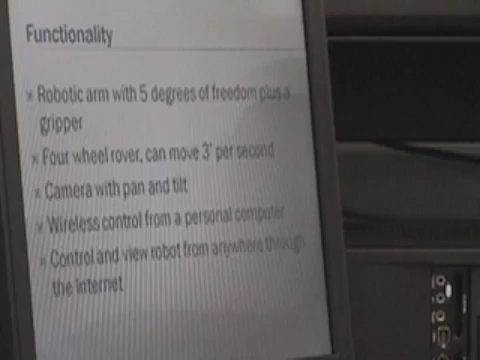 Functionality
× Robotic arm with 5 degrees of freedom plus a
gripper
× Four wheel rover, can move 3' per second
× Camera with pan and tilt
× Wireless control from a personal computer
× Control and view robot from anywhere through
the Internet